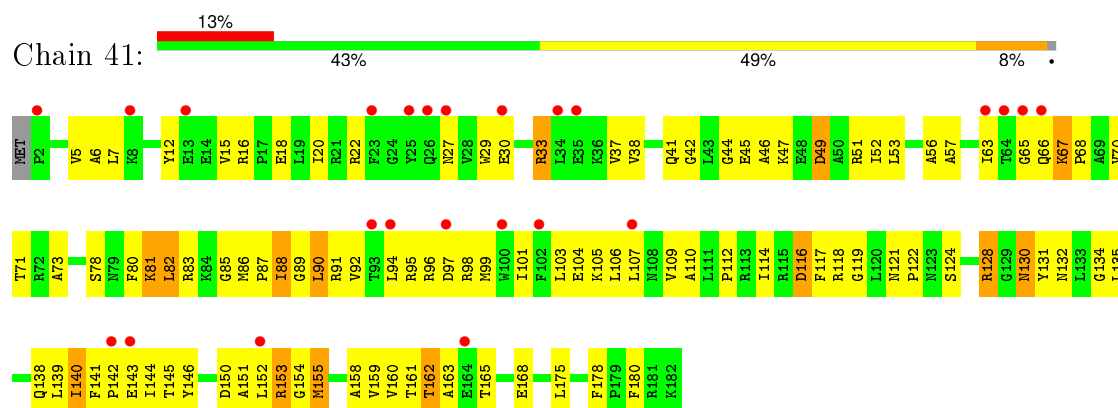 13%
Chain 41:
43% 49% 8% •
MET P2 V5 A6 L7 K8 Y12 E13 E14 V15 R16 P17 E18 L19 I20 R21 R22 F23 G24 Y25 Q26 N27 V28 W29 E30 R33 L34 E35 K36 V37 V38 Q41 G42 L43 G44 E45 A46 K47 E48 D49 A50 R51 I52 L53 A56 A57 I63 T64 G65 Q66 K67 P68 A69 V70
T71 R72 A73 S78 N79 F80 K81 L82 R83 K84 G85 M86 P87 I88 G89 L90 R91 V92 T93 L94 R95 R96 D97 R98 M99 W100 I101 F102 L103 E104 K105 L106 L107 N108 V109 A110 L111 P112 R113 I114 R115 D116 F117 R118 G119 L120 N121 P122 N123 S124 R128 G129 N130 Y131 N132 L133 G134 L135
Q138 L139 I140 F141 P142 E143 I144 T145 Y146 D150 A151 L152 R153 G154 M155 A158 V159 V160 T161 T162 A163 E164 T165 E168 L175 F178 P179 F180 R181 K182